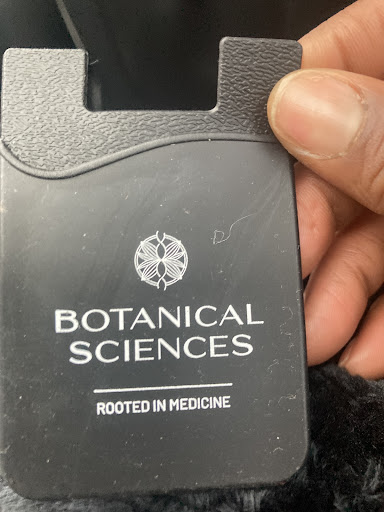 BOTANICAL
SCIENCES
ROOTED IN MEDICINE